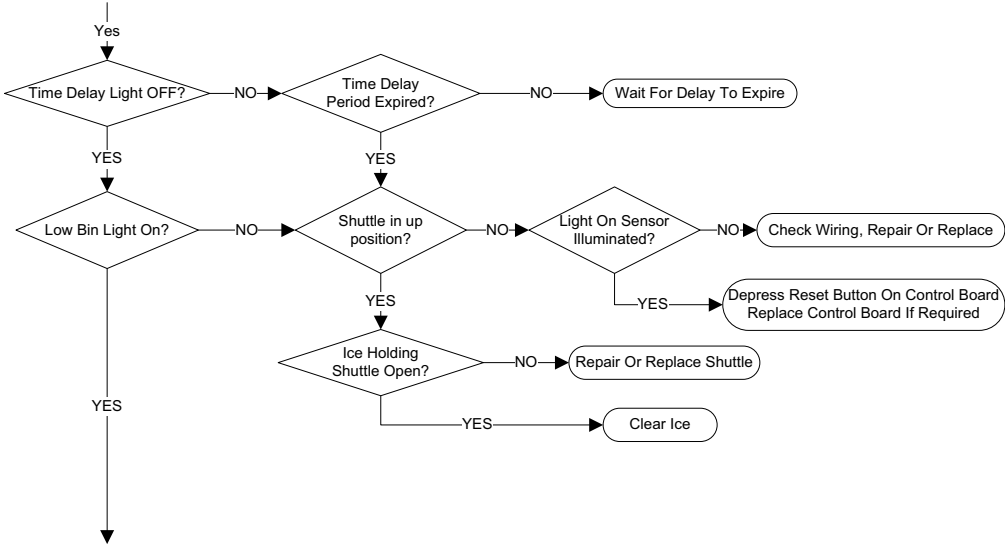 Yes
Time Delay Light OFF?
NO
Time Delay
Period Expired?
NO
Wait For Delay To Expire
YES
YES
Low Bin Light On?
NO
Shuttle in up
position?
NO
Light On Sensor
Illuminated?
NO
Check Wiring, Repair Or Replace
YES
YES
Depress Reset Button On Control Board
Replace Control Board If Required
Ice Holding
Shuttle Open?
NO
Repair Or Replace Shuttle
YES
YES
Clear Ice